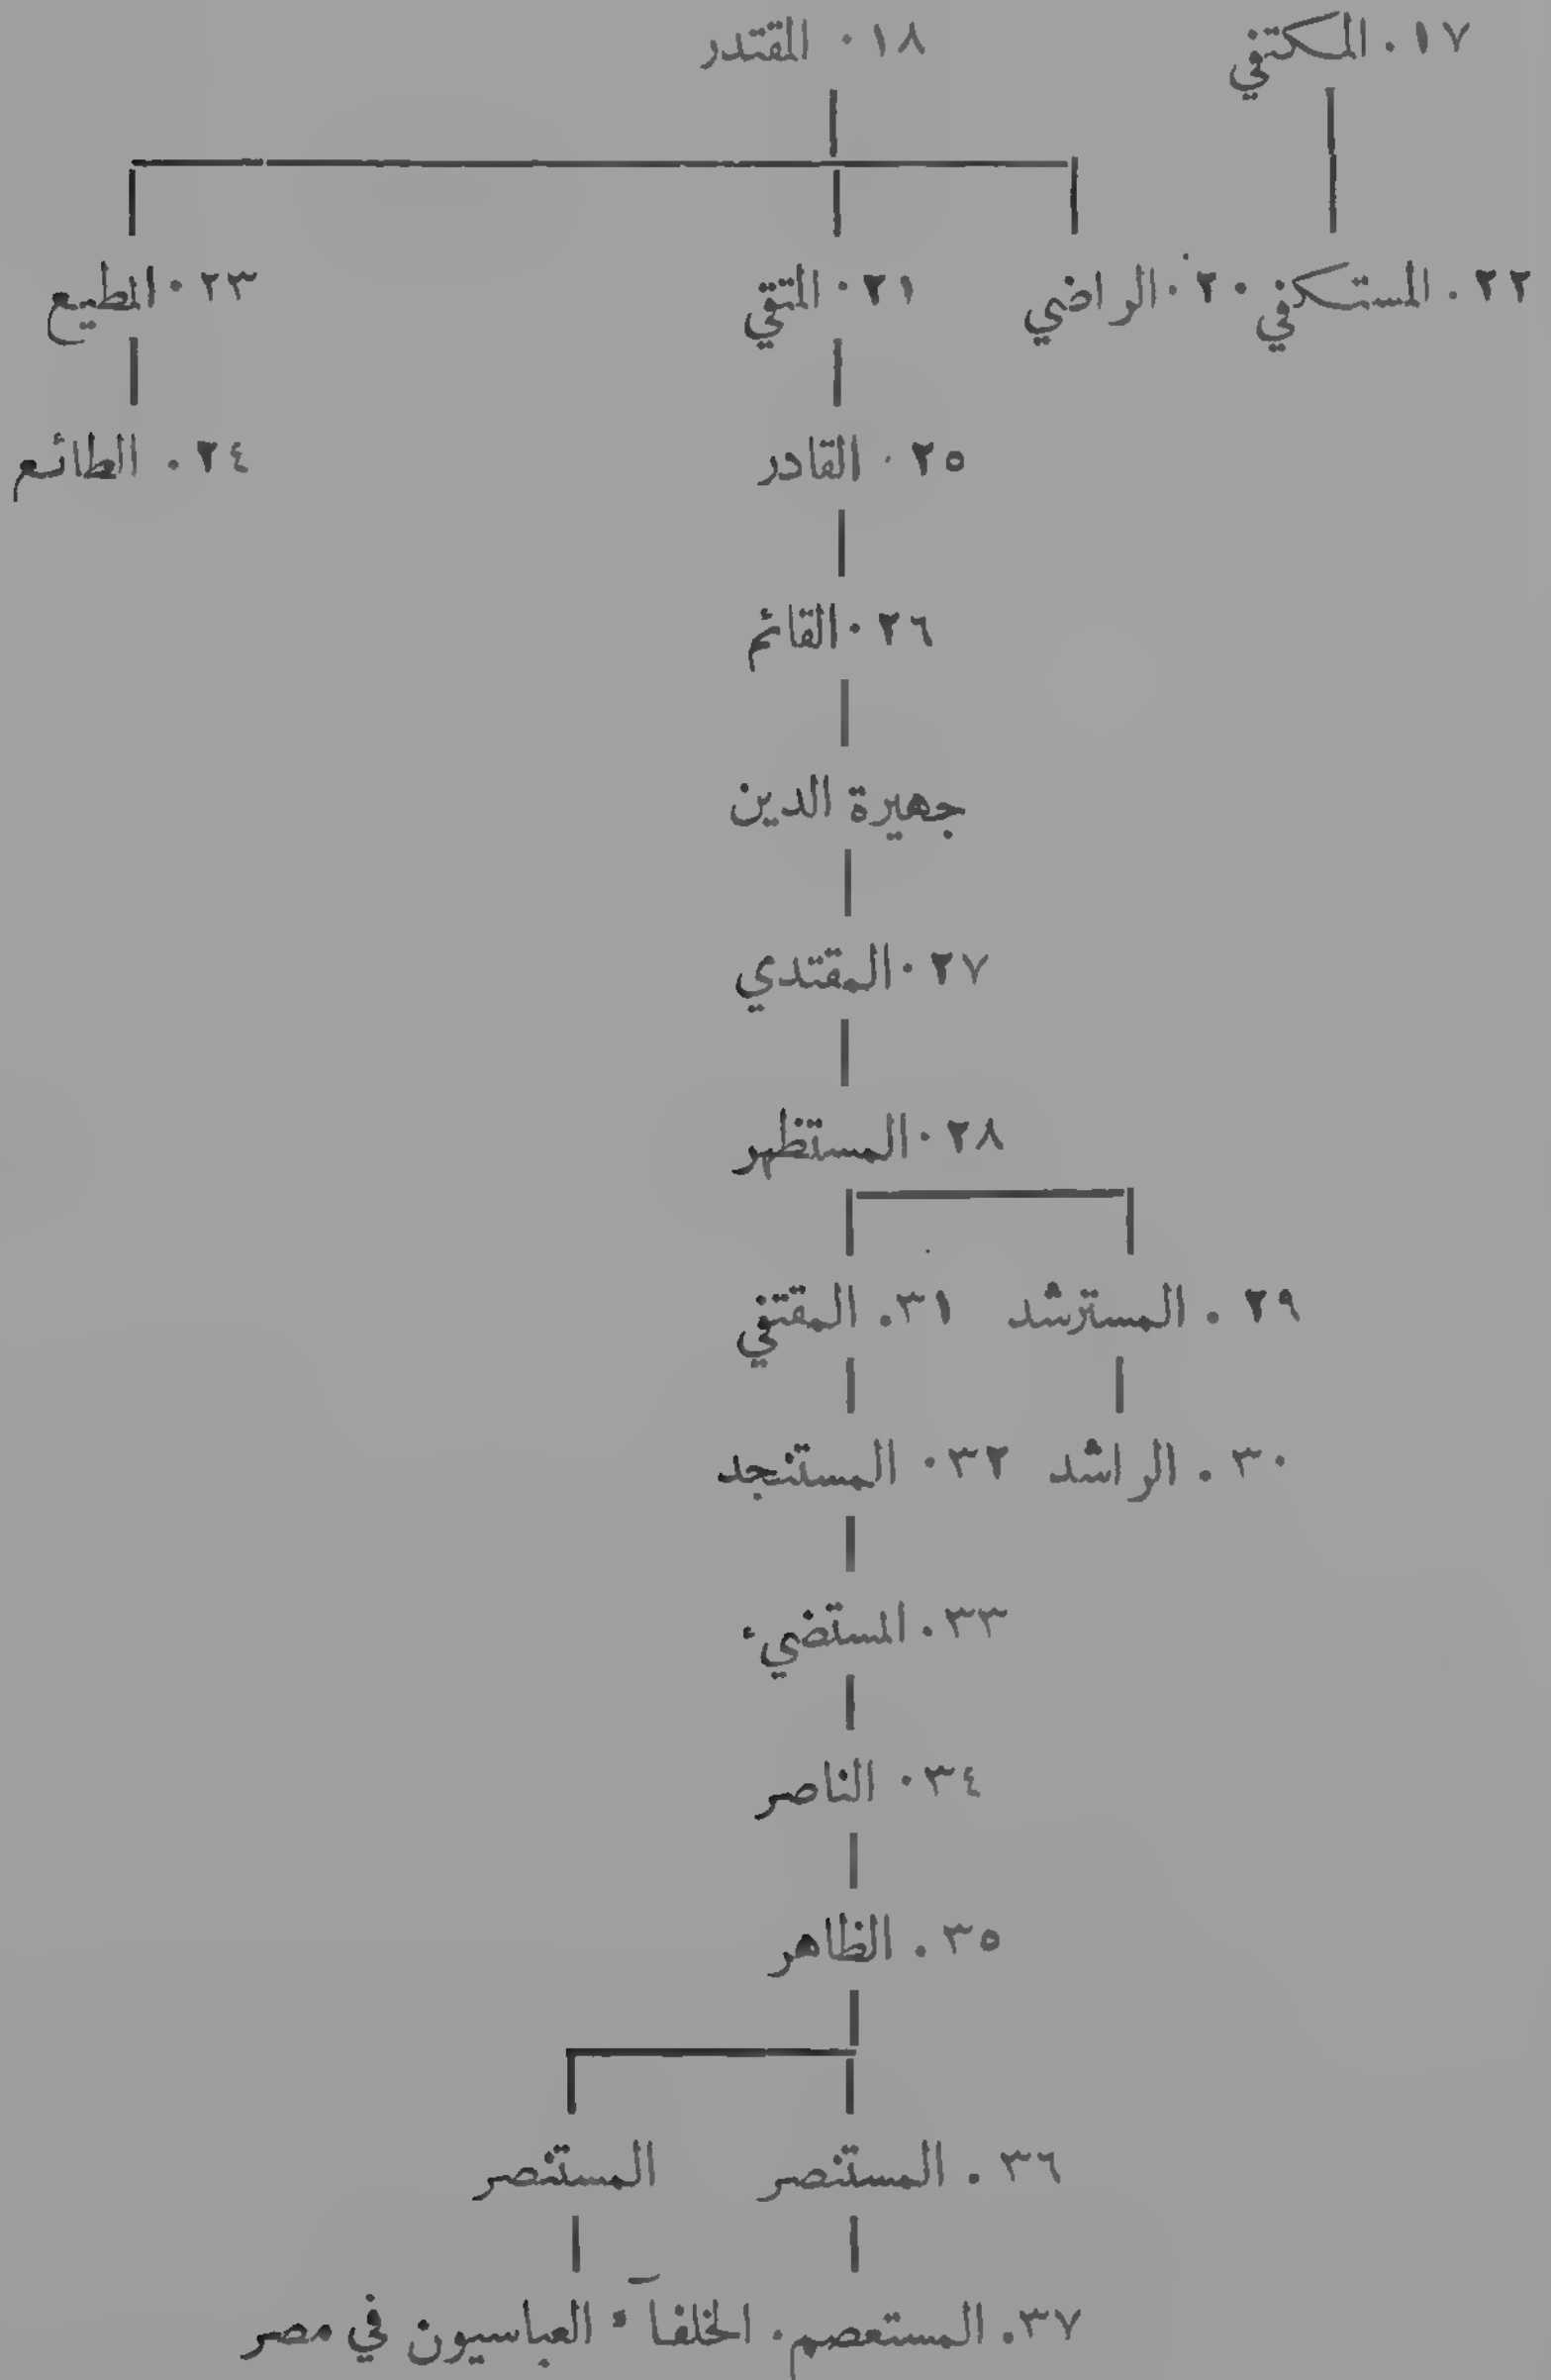 ١٧. المكتفي ١٨. المقتدر
٢٢. المستكفي ٢٠. الراضي ٢١. المتقي ٢٣. المطيع
٢٥. القادر ٢٤. الطائع
٢٦. القائم
جهيرة الدين
٢٧. المقتدي
٢٨. المستظهر
٢٩. المسترشد ٣١. المقتفي
٣٠. الراشد ٣٢. المستنجد
٣٣. المستضيء
٣٤. الناصر
٣٥. الظاهر
٣٦. المستنصر المستنصر
٣٧. المستعصم. الخلفآء العباسيون في مصر